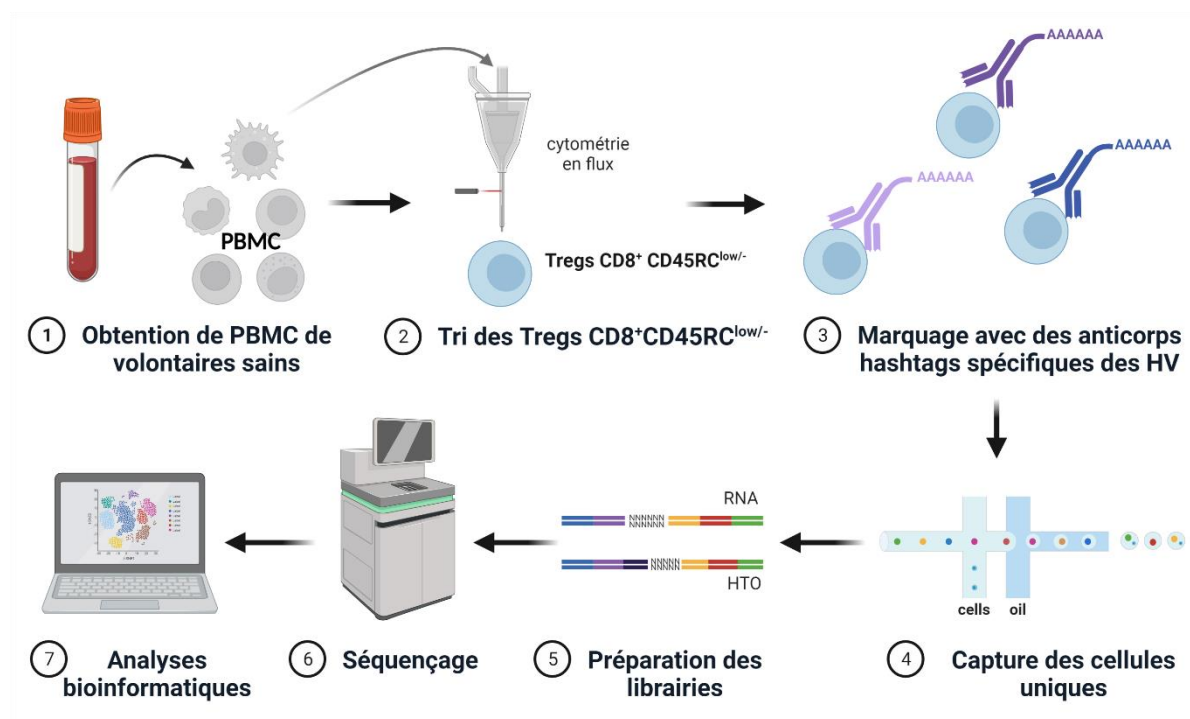 AAAAAA
AAAAAA
AAAAAA
cytométrie
en flux
PBMC
Tregs CD8⁺ CD45RC^low/-
1 Obtention de PBMC de
volontaires sains
2 Tri des Tregs CD8⁺CD45RC^low/-
3 Marquage avec des anticorps
hashtags spécifiques des HV
RNA
NNNNNN
NNNNNN
HTO
NNNNNN
NNNNNN
cells oil
7 Analyses
bioinformatiques
6 Séquençage
5 Préparation des
librairies
4 Capture des cellules
uniques